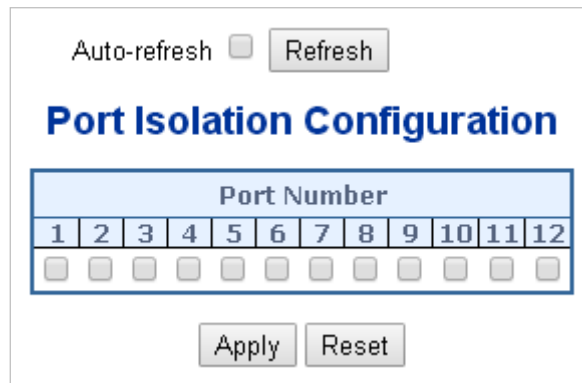 Auto-refresh Refresh
Port Isolation Configuration
Port Number
1 2 3 4 5 6 7 8 9 10 11 12
Apply Reset